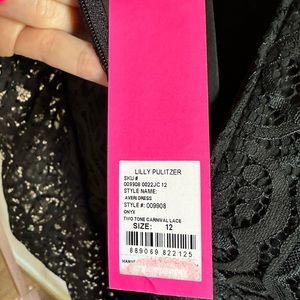 LILLY PULITZER
SKU #
009908 0022JC 12
STYLE NAME:
AVERI DRESS
STYLE #: 009908
ONYX
TWO TONE CARNIVAL LACE
SIZE: 12
889069 822125